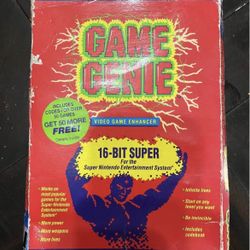 GAME
GENIE
INCLUDES
CODES FOR OVER
GET 50 MORE
FREE!
Details Inside
VIDEO GAME ENHANCER
16-BIT SUPER
For the
Super Nintendo Entertainment System
• Works on
most popular
games for the
Super Nintendo
Entertainment
System
• More power
• More weapons
• More lives
• Infinite lives
• Start on any
level you want
• Be invincible
• Includes
codebook